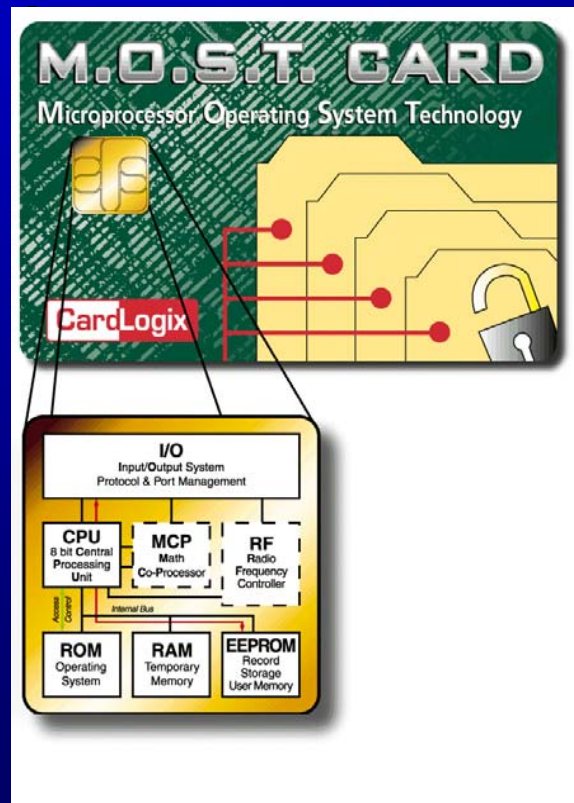 M.O.S.T. CARD
Microprocessor Operating System Technology
CardLogix
I/O
Input/Output System
Protocol & Port Management
CPU
8 bit Central
Processing
Unit
MCP
Math
Co-Processor
RF
Radio
Frequency
Controller
Access
Control
Internal Bus
ROM
Operating
System
RAM
Temporary
Memory
EEPROM
Record
Storage
User Memory